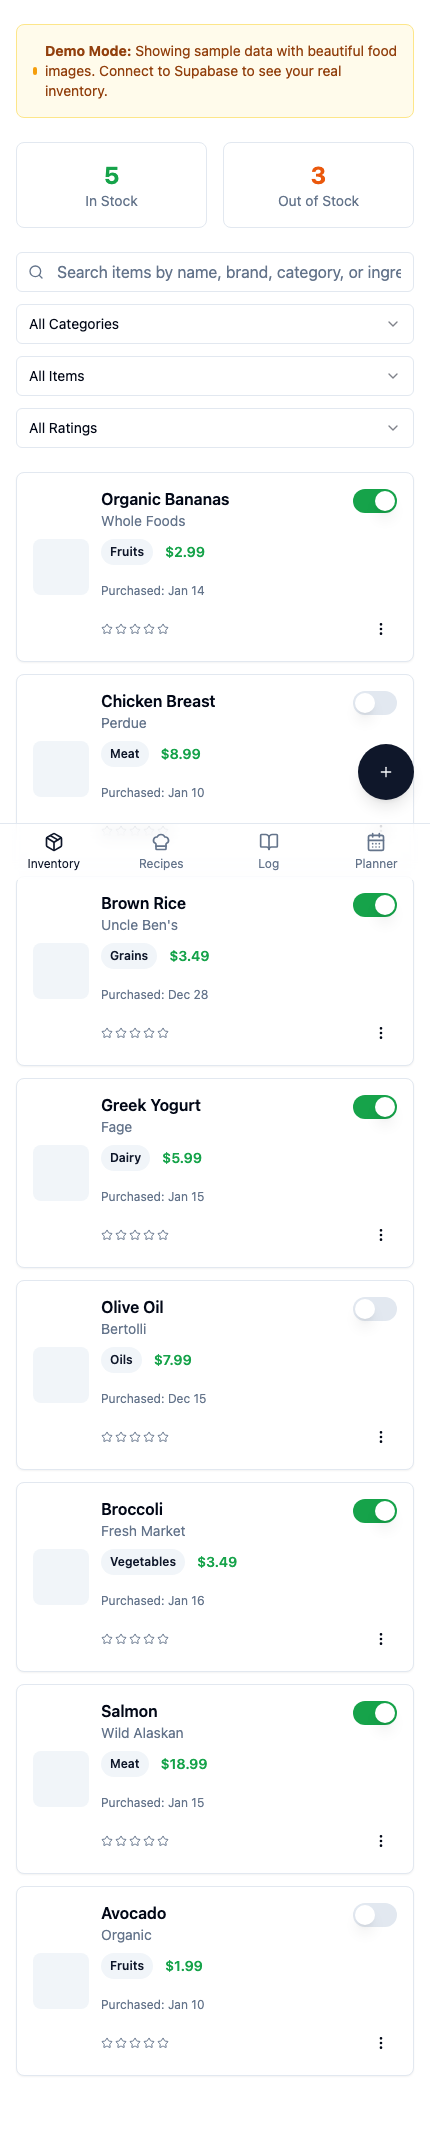 Demo Mode: Showing sample data with beautiful food
images. Connect to Supabase to see your real
inventory.
5
In Stock
3
Out of Stock
Search items by name, brand, category, or ingre
All Categories
All Items
All Ratings
Organic Bananas
Whole Foods
Fruits $2.99
Purchased: Jan 14
Chicken Breast
Perdue
Meat $8.99
Purchased: Jan 10
+
Inventory
Recipes
Log
Planner
Brown Rice
Uncle Ben's
Grains $3.49
Purchased: Dec 28
Greek Yogurt
Fage
Dairy $5.99
Purchased: Jan 15
Olive Oil
Bertolli
Oils $7.99
Purchased: Dec 15
Broccoli
Fresh Market
Vegetables $3.49
Purchased: Jan 16
Salmon
Wild Alaskan
Meat $18.99
Purchased: Jan 15
Avocado
Organic
Fruits $1.99
Purchased: Jan 10